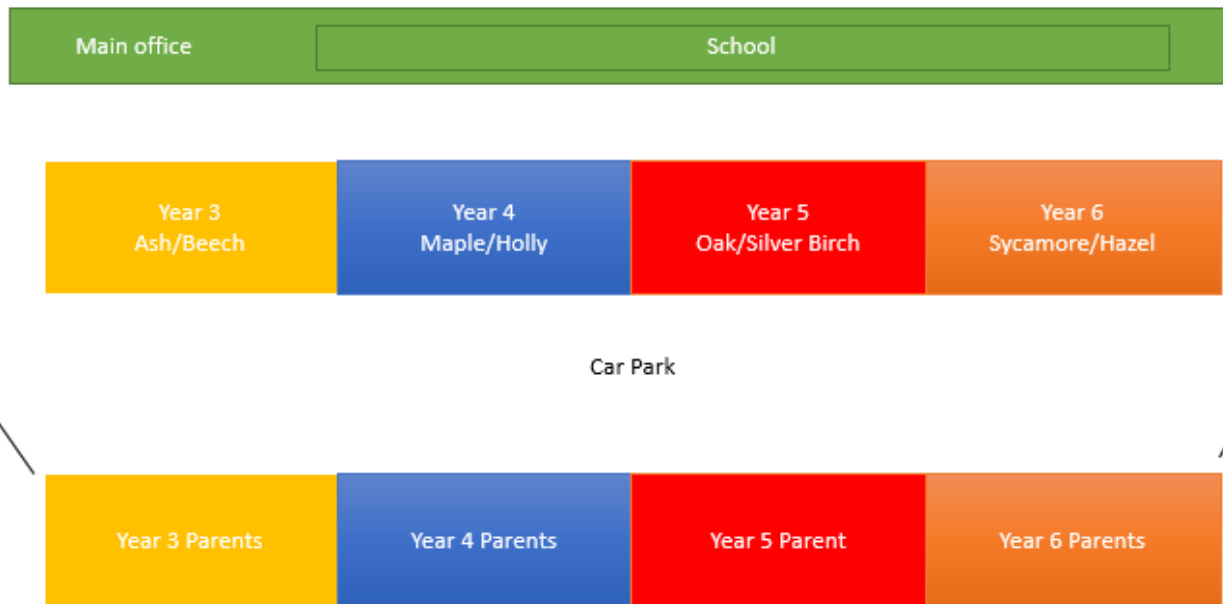 Main office
School
Year 3
Ash/Beech
Year 4
Maple/Holly
Year 5
Oak/Silver Birch
Year 6
Sycamore/Hazel
Car Park
Year 3 Parents
Year 4 Parents
Year 5 Parent
Year 6 Parents